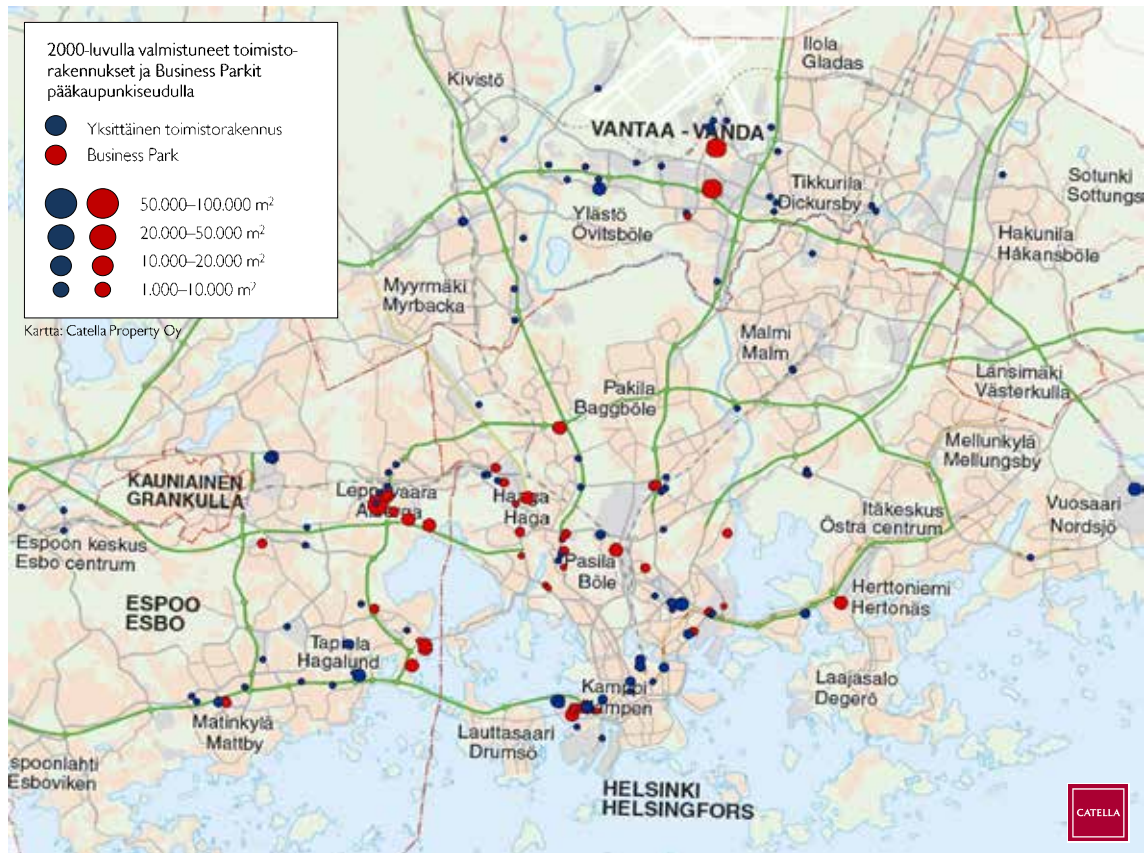 2000-luvulla valmistuneet toimisto-
rakennukset ja Business Parkit
pääkaupunkiseudulla
Yksittäinen toimistorakennus
Business Park
50.000–100.000 m²
20.000–50.000 m²
10.000–20.000 m²
1.000–10.000 m²
Kartta: Catella Property Oy
Ilola
Gladas
Kivistö
VANTAA - VANDA
Sotunki
Sottungs
Tikkurila
Dickursby
Ylästö
Övitsböle
Hakunila
Håkansböle
Myyrmäki
Myrbacka
Malmi
Malm
Länsimäki
Västerkulla
Pakila
Baggböle
Mellunkylä
Mellungsby
KAUNIAINEN
GRANKULLA
Leppävaara
Alberga
Haaga
Haga
Itäkeskus
Östra centrum
Vuosaari
Nordsjö
Espoon keskus
Esbo centrum
Pasila
Böle
Herttoniemi
Hertonäs
ESPOO
ESBO
Tapiola
Hagalund
Laajasalo
Degerö
Kamppi
Kampen
Matinkylä
Mattby
Lauttasaari
Drumsö
spoonlahti
Esboviken
HELSINKI
HELSINGFORS
CATELLA